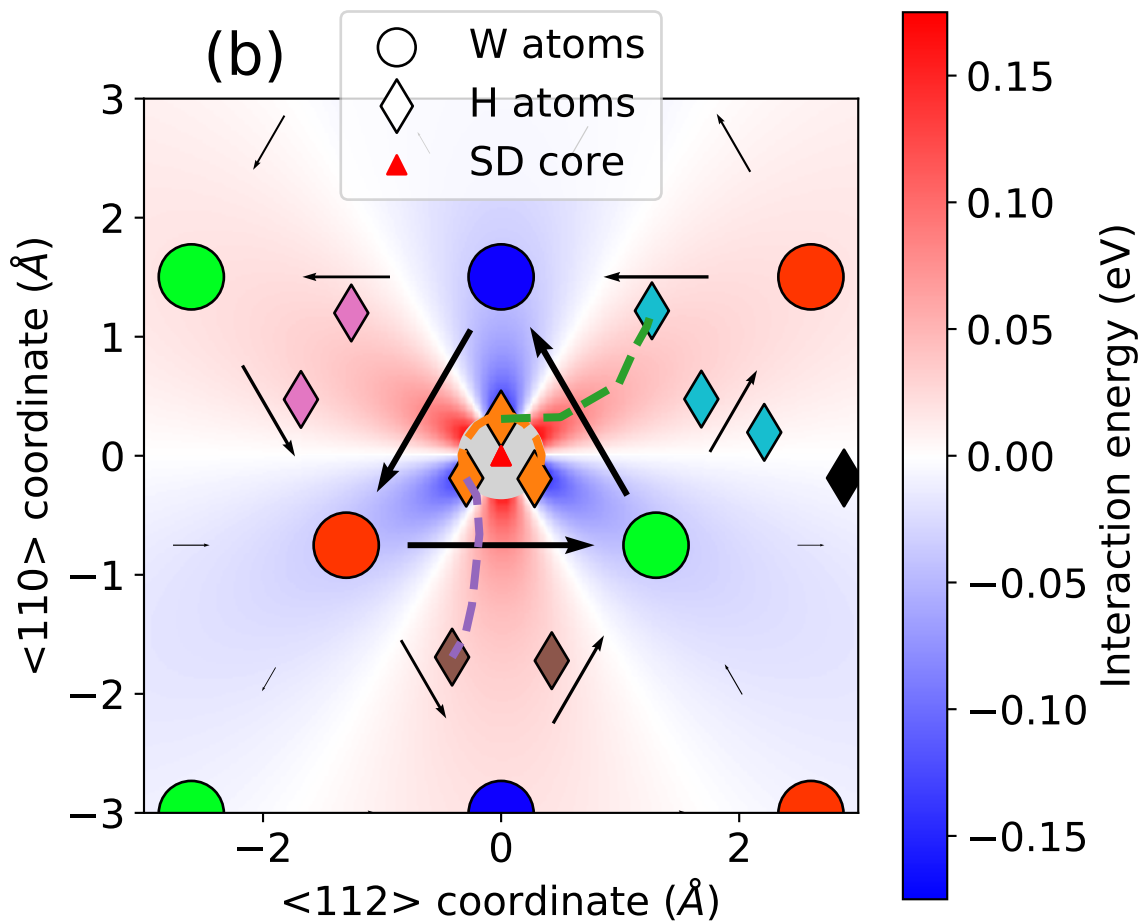 (b)
W atoms
H atoms
SD core
3
2
1
0
−1
−2
−3
<110> coordinate (Å)
−2
0
2
<112> coordinate (Å)
0.15
0.10
0.05
0.00
−0.05
−0.10
−0.15
Interaction energy (eV)